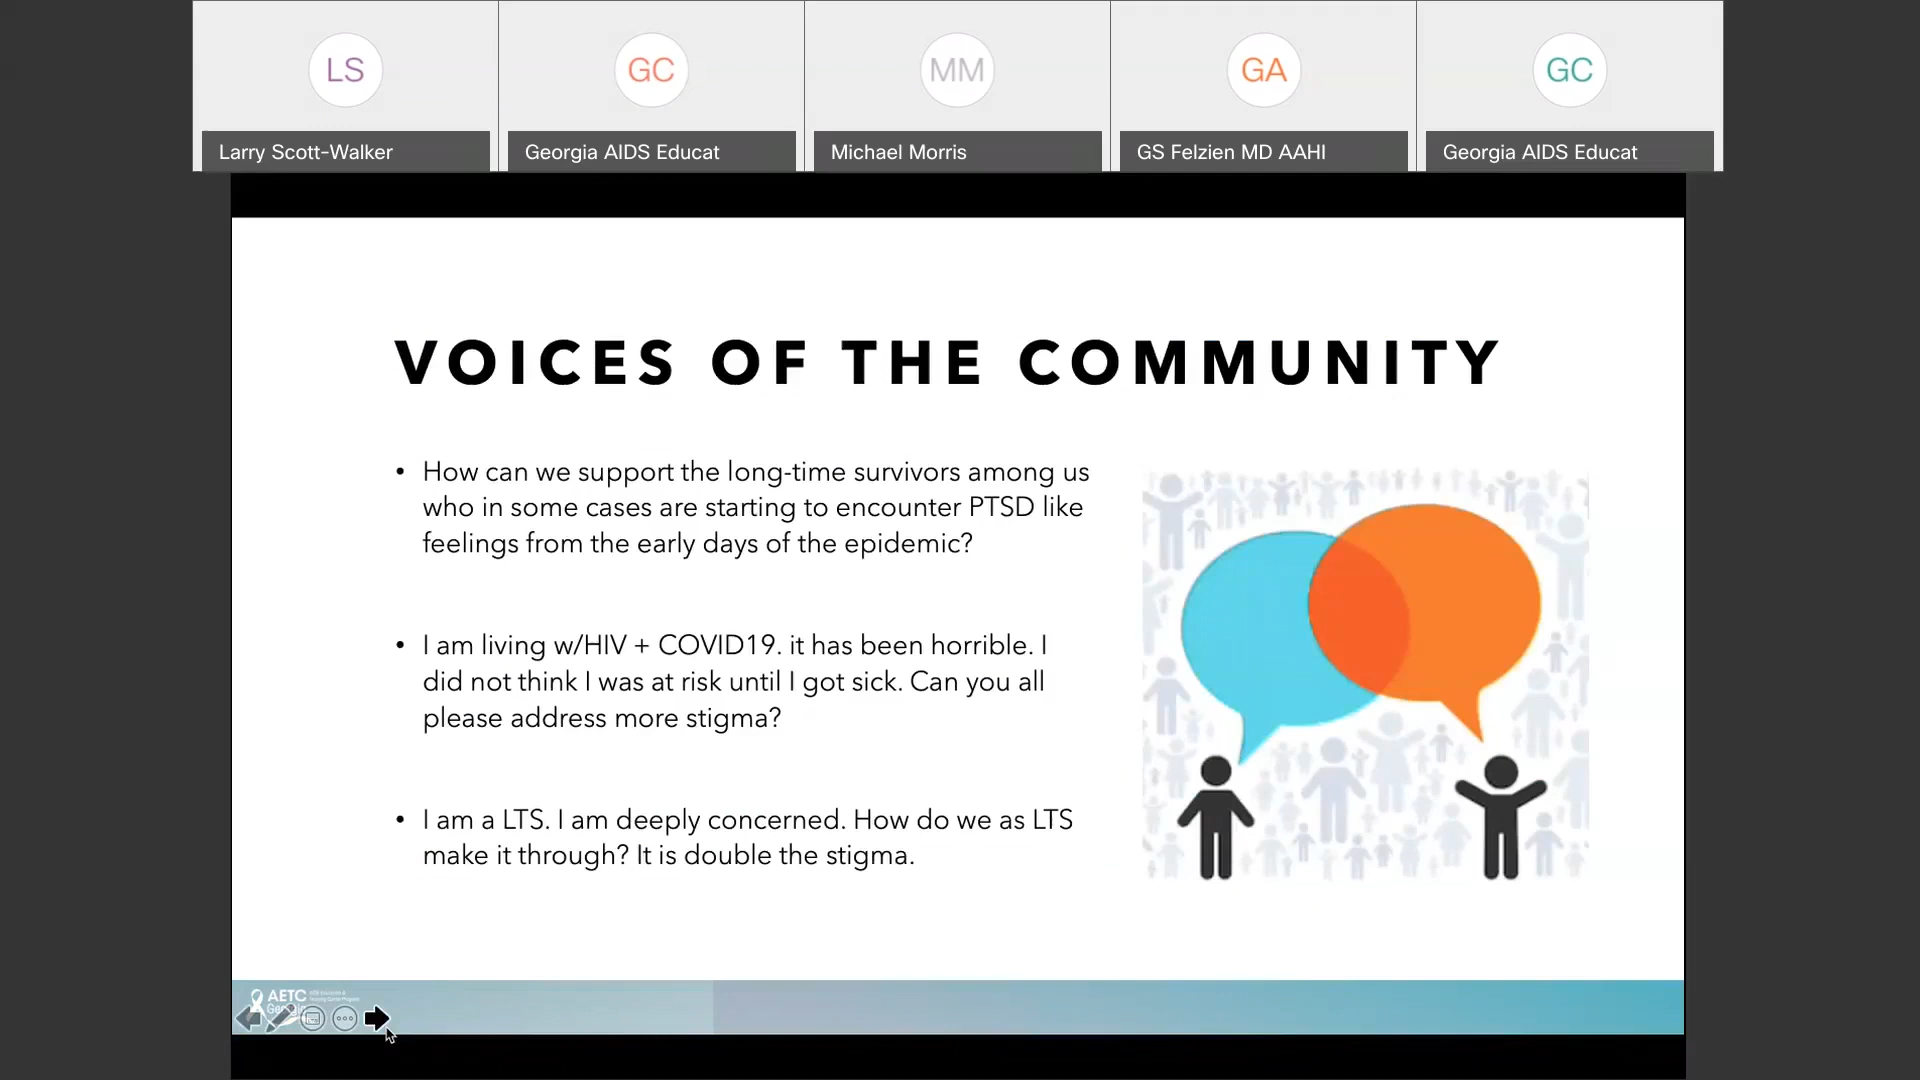 LS
GC
MM
GA
GC
Larry Scott-Walker
Georgia AIDS Educat
Michael Morris
GS Felzien MD AAHI
Georgia AIDS Educat
VOICES OF THE COMMUNITY
• How can we support the long-time survivors among us
who in some cases are starting to encounter PTSD like
feelings from the early days of the epidemic?
• I am living w/HIV + COVID19. it has been horrible. I
did not think I was at risk until I got sick. Can you all
please address more stigma?
• I am a LTS. I am deeply concerned. How do we as LTS
make it through? It is double the stigma.
AETC